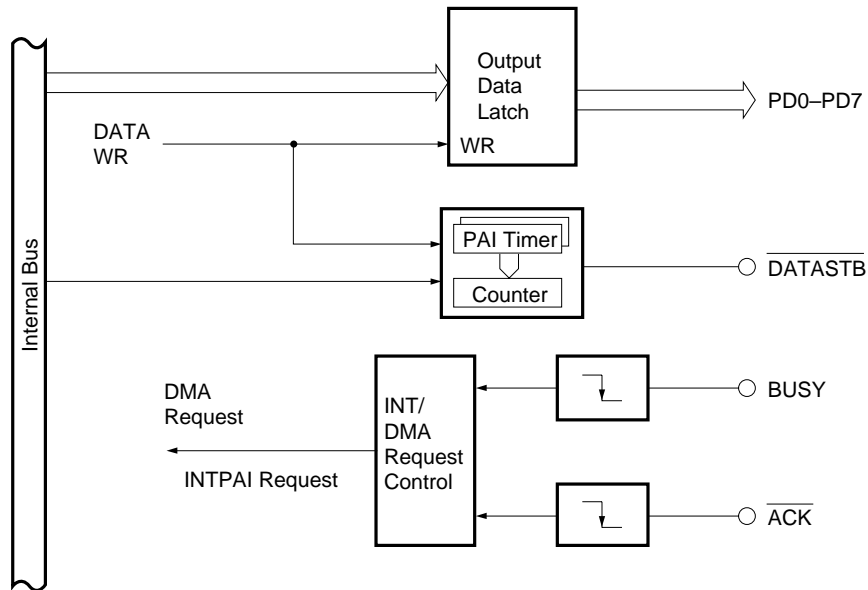 Internal Bus
Output
Data
Latch
WR
PD0–PD7
DATA
WR
PAI Timer
Counter
DATASTB
DMA
Request
INTPAI Request
INT/
DMA
Request
Control
BUSY
ACK